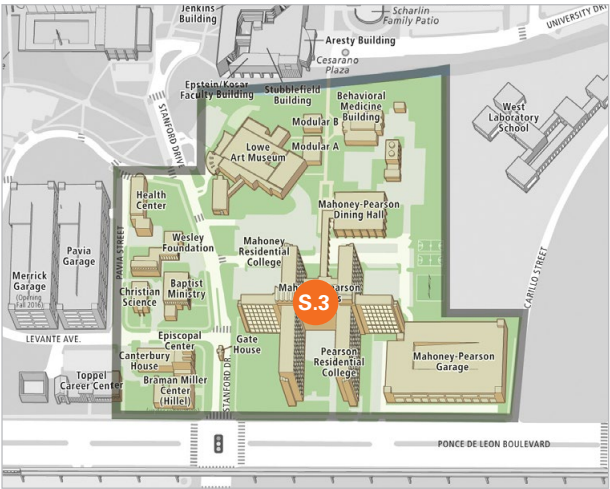 Jenkins
Building
Scharlin
Family Patio
UNIVERSITY DRI
Aresty Building
Cesarano
Plaza
Epstein/Kosar
Faculty Building
Stubblefield
Building
Behavioral
Medicine
Building
Modular B
Modular A
West
Laboratory
School
STANFORD DRIVE
Lowe
Art Museum
Health
Center
Mahoney-Pearson
Dining Hall
PAVIA STREET
Wesley
Foundation
Mahoney
Residential
College
Pavia
Garage
Merrick
Garage
(Opening
Fall 2016)
CARILLO STREET
Christian
Science
Baptist
Ministry
Mah
arson
s
S.3
LEVANTE AVE.
Episcopal
Center
Gate
House
Canterbury
House
Pearson
Residential
College
Mahoney-Pearson
Garage
Toppel
Career Center
Braman Miller
Center
(Hillel)
STANFORD DR.
PONCE DE LEON BOULEVARD